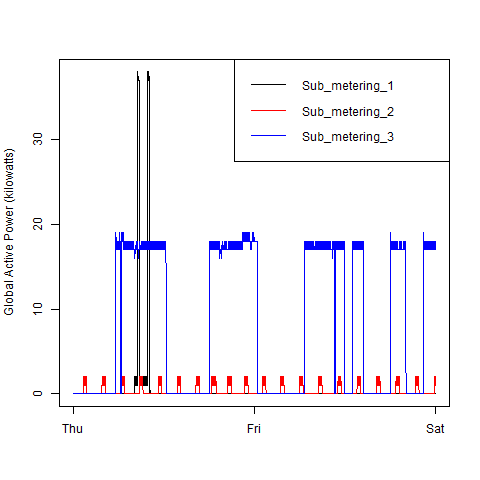 Sub_metering_1
Sub_metering_2
Sub_metering_3
Global Active Power (kilowatts)
30
20
10
0
Thu Fri Sat